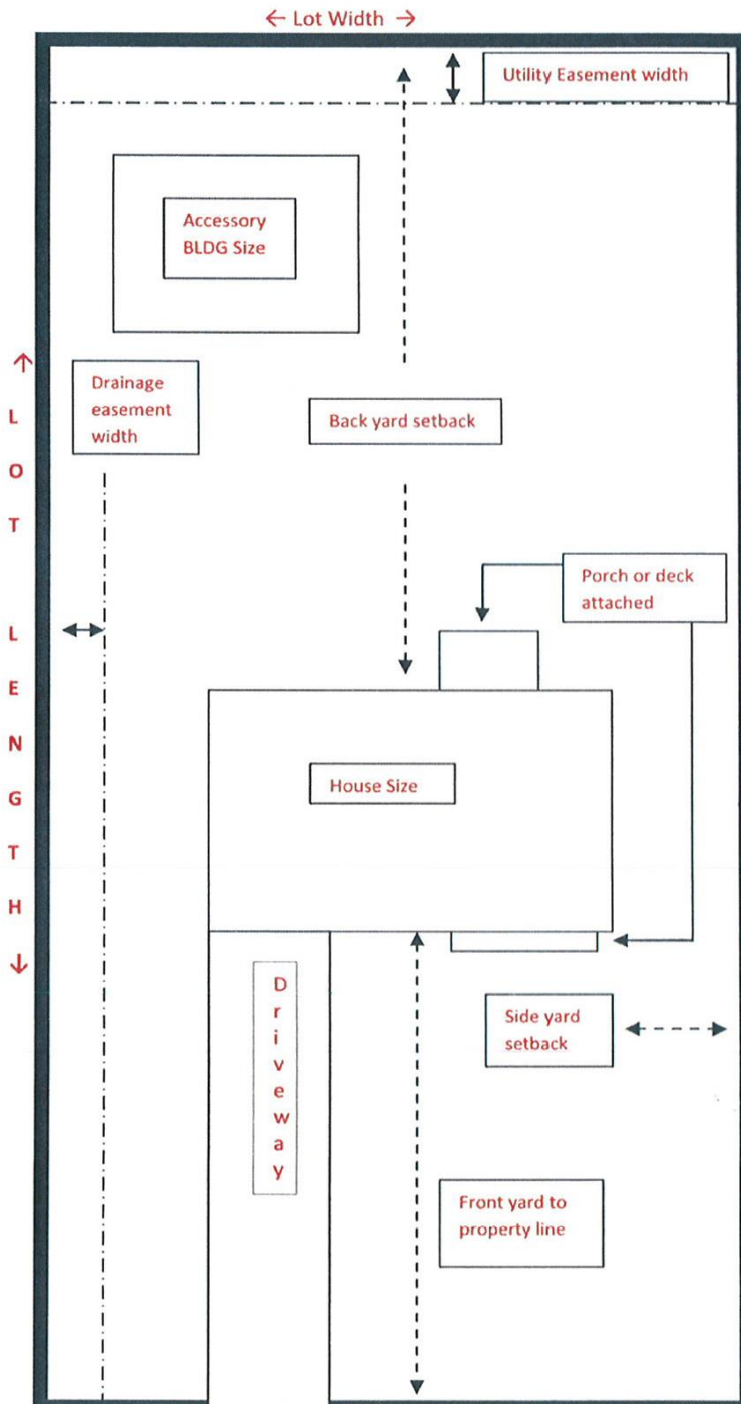 ← Lot Width →
Utility Easement width
Accessory
BLDG Size
↑
L
O
T
L
E
N
G
T
H
↓
Drainage
easement
width
Back yard setback
Porch or deck
attached
House Size
D
r
i
v
e
w
a
y
Side yard
setback
Front yard to
property line